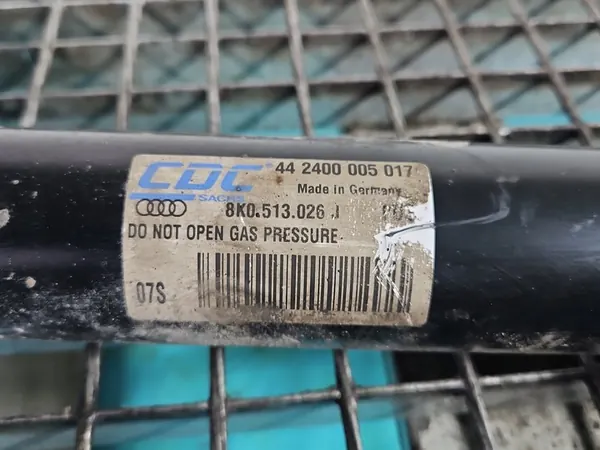 CDC 44 2400 005 017
SACHS Made in Germany
8K0.513.026 J
DO NOT OPEN GAS PRESSURE
07S